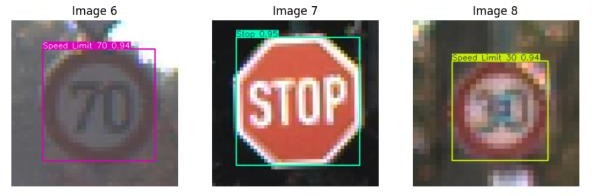 Image 6
Image 7
Image 8
Speed Limit 70 0.94
Stop 0.95
Speed Limit 30 0.94
70
STOP